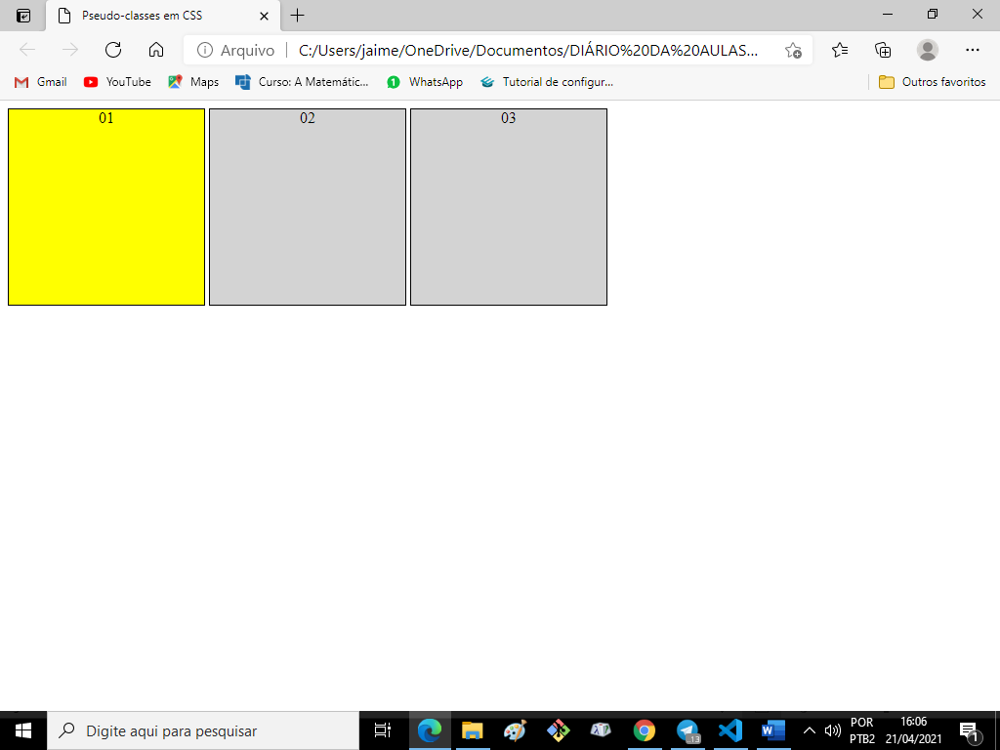 Pseudo-classes em CSS
Arquivo C:/Users/jaime/OneDrive/Documentos/DIÁRIO%20DA%20AULAS...
Gmail YouTube Maps Curso: A Matemátic... 1 WhatsApp Tutorial de configur... Outros favoritos
01 02 03
Digite aqui para pesquisar
.13
POR
PTB2
16:06
21/04/2021
1